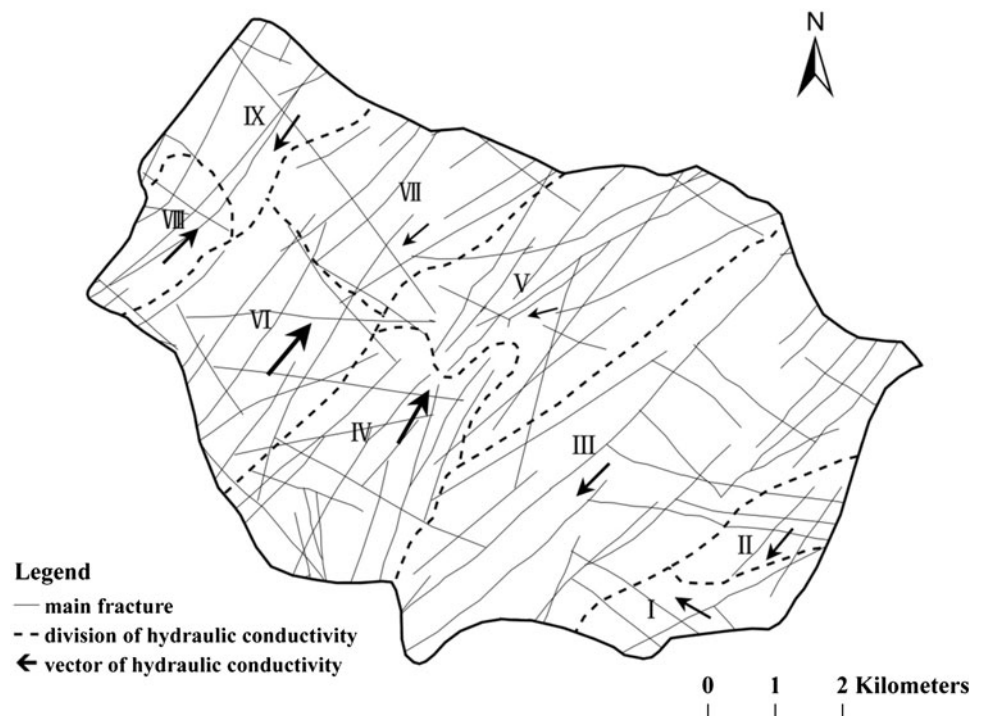 N
IX
VII
VIII
V
VI
IV
III
II
I
Legend
main fracture
division of hydraulic conductivity
vector of hydraulic conductivity
0 1 2 Kilometers